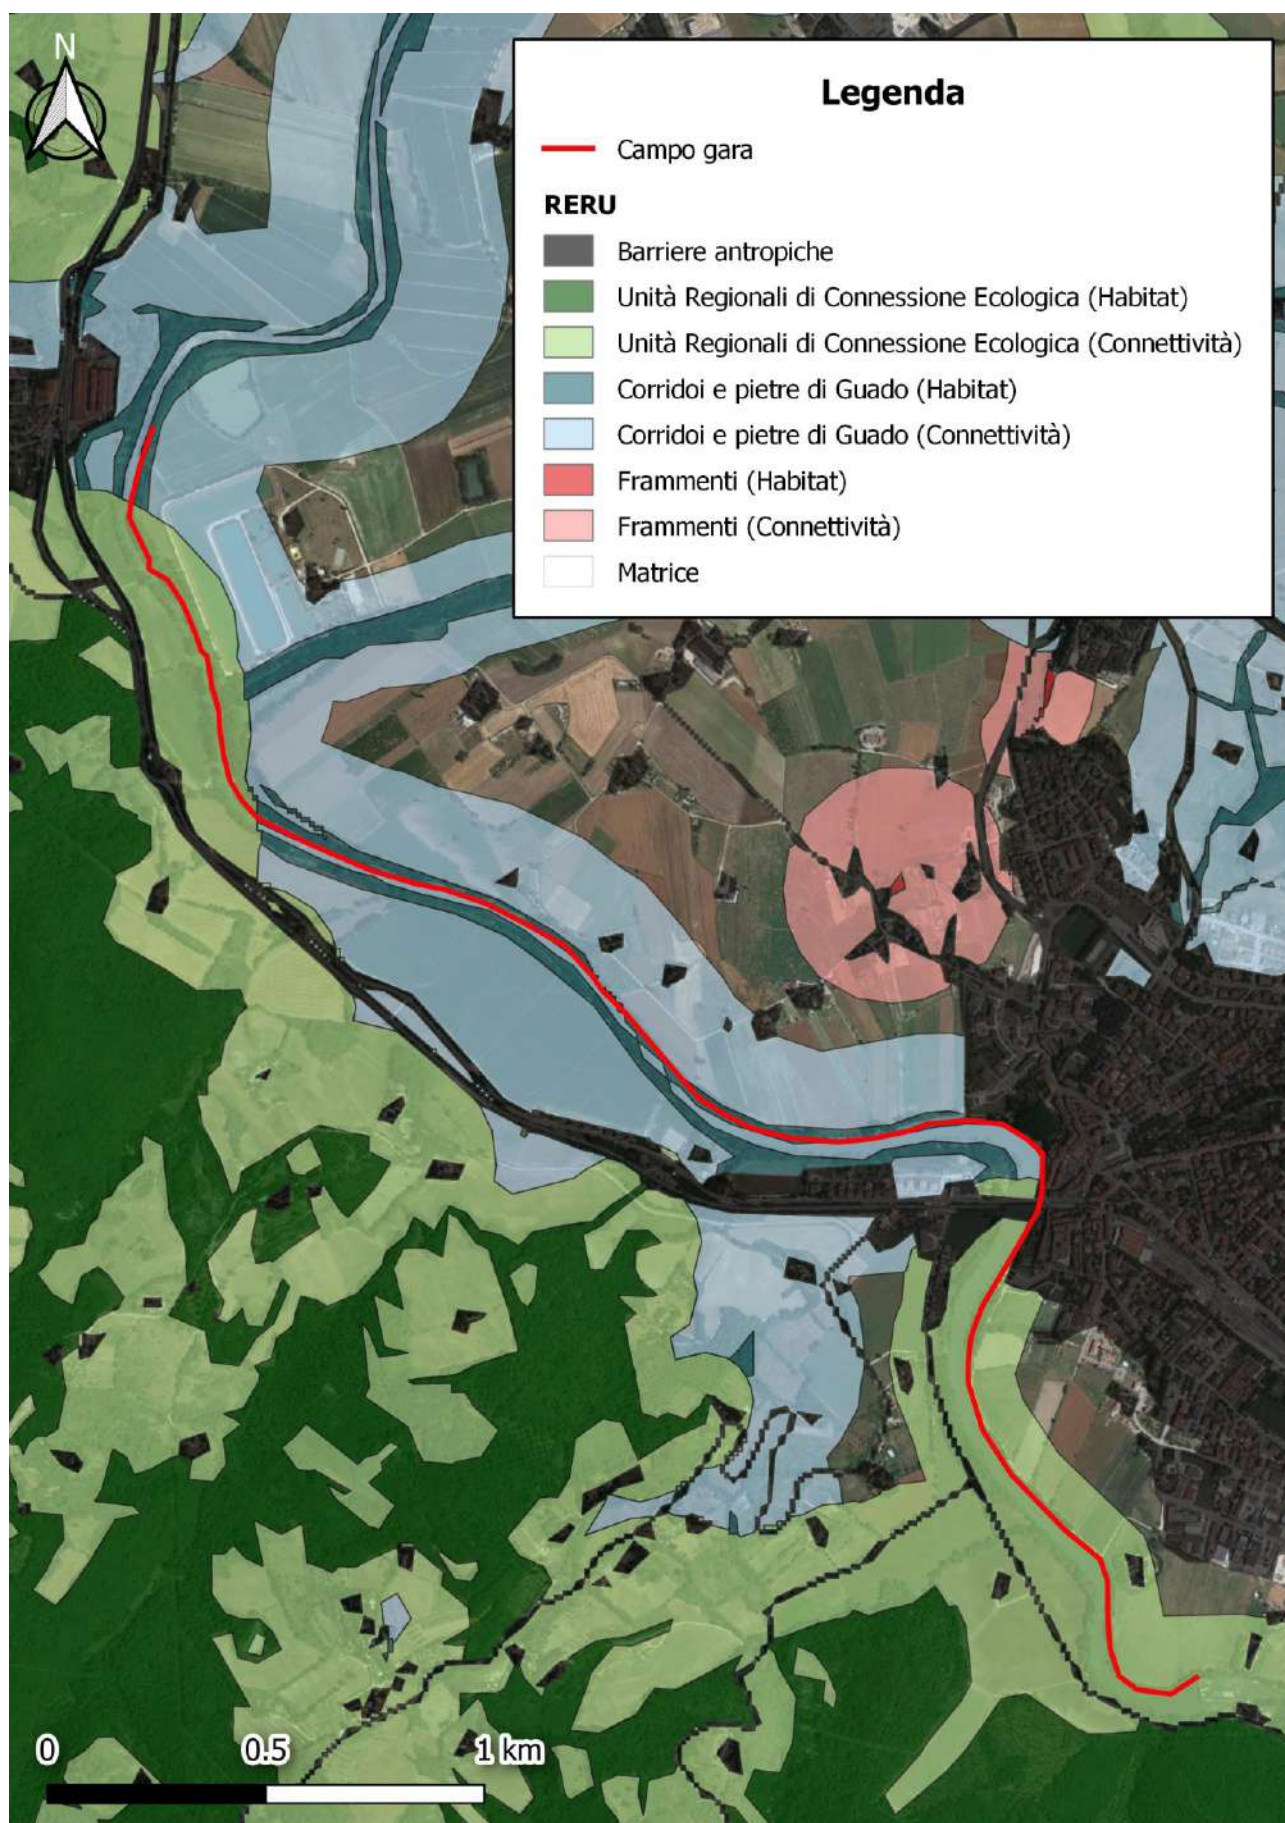 N
Legenda
Campo gara
RERU
Barriere antropiche
Unità Regionali di Connessione Ecologica (Habitat)
Unità Regionali di Connessione Ecologica (Connettività)
Corridoi e pietre di Guado (Habitat)
Corridoi e pietre di Guado (Connettività)
Frammenti (Habitat)
Frammenti (Connettività)
Matrice
0 0.5 1 km